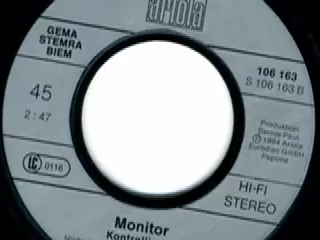 ariola
GEMA
STEMRA
BIEM
45
2:47
LC 0116
106 163
S 106 163 B
Produktion:
Bernie Paul.
Ⓟ 1984 Ariola
Eurodisc GmbH
Papone
HI-FI
STEREO
Monitor